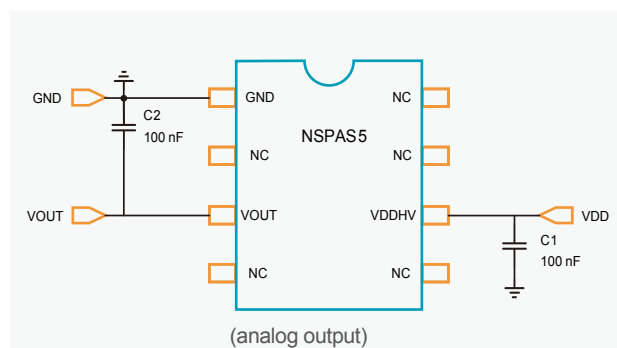 GND
C2
100 nF
VOUT
GND
NC
VOUT
NC
NSPAS5
NC
NC
VDDHV
NC
VDD
C1
100 nF
(analog output)